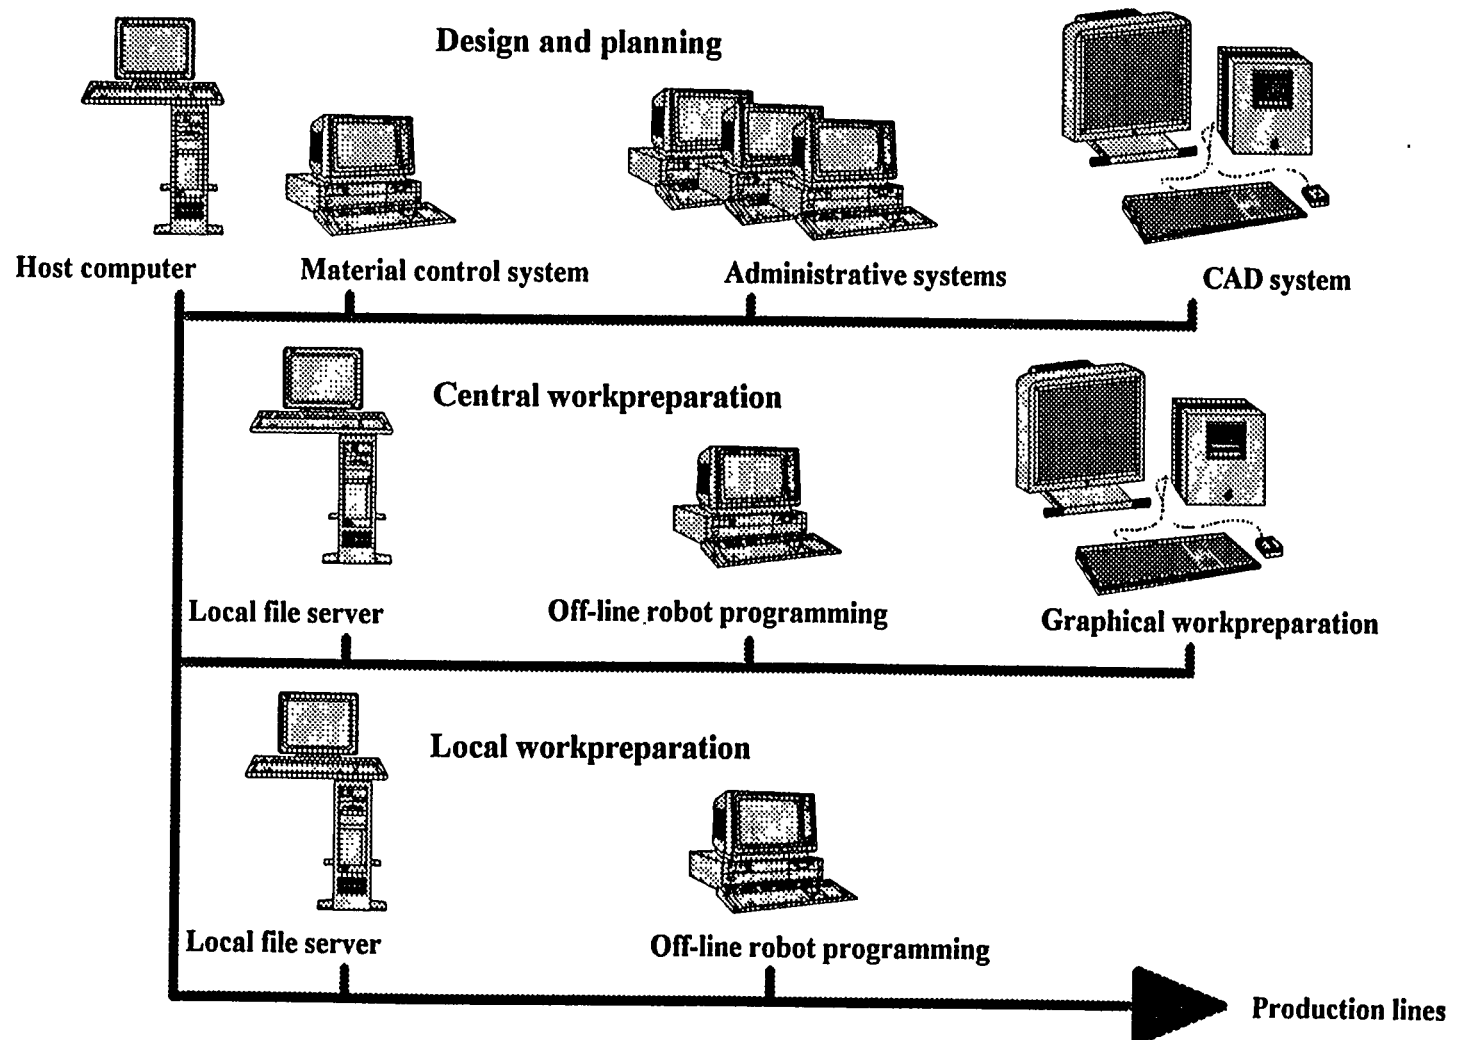 Design and planning
Host computer
Material control system
Administrative systems
CAD system
Central workpreparation
Local file server
Off-line robot programming
Graphical workpreparation
Local workpreparation
Local file server
Off-line robot programming
Production lines